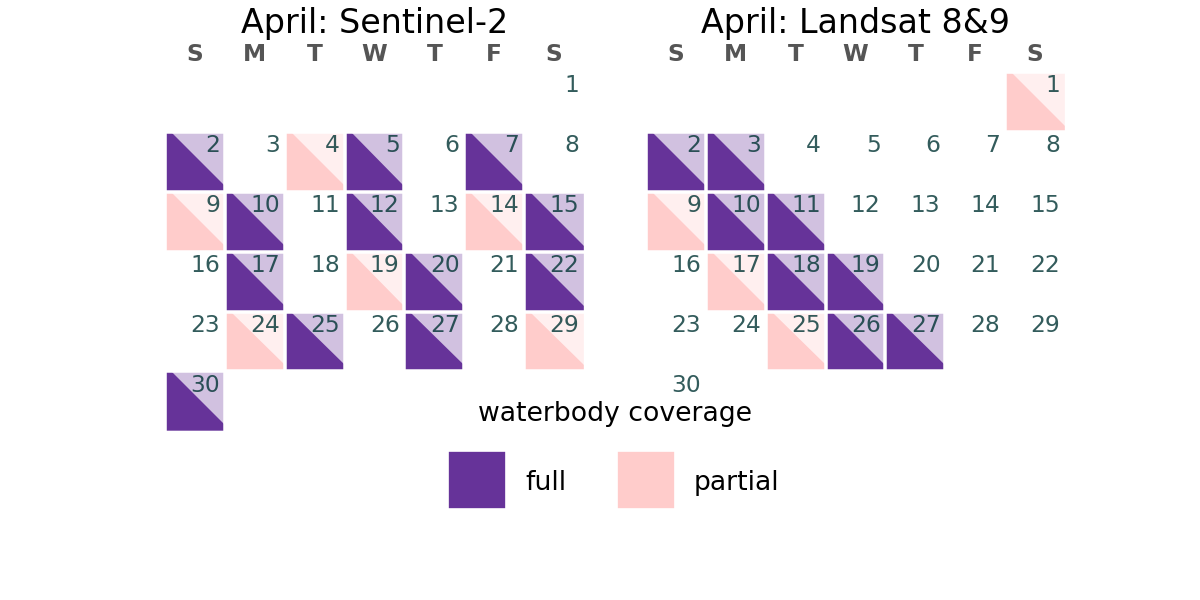 April: Sentinel-2
S M T W T F S
1
2 3 4 5 6 7 8
9 10 11 12 13 14 15
16 17 18 19 20 21 22
23 24 25 26 27 28 29
30
April: Landsat 8&9
S M T W T F S
1
2 3 4 5 6 7 8
9 10 11 12 13 14 15
16 17 18 19 20 21 22
23 24 25 26 27 28 29
30
waterbody coverage
full partial